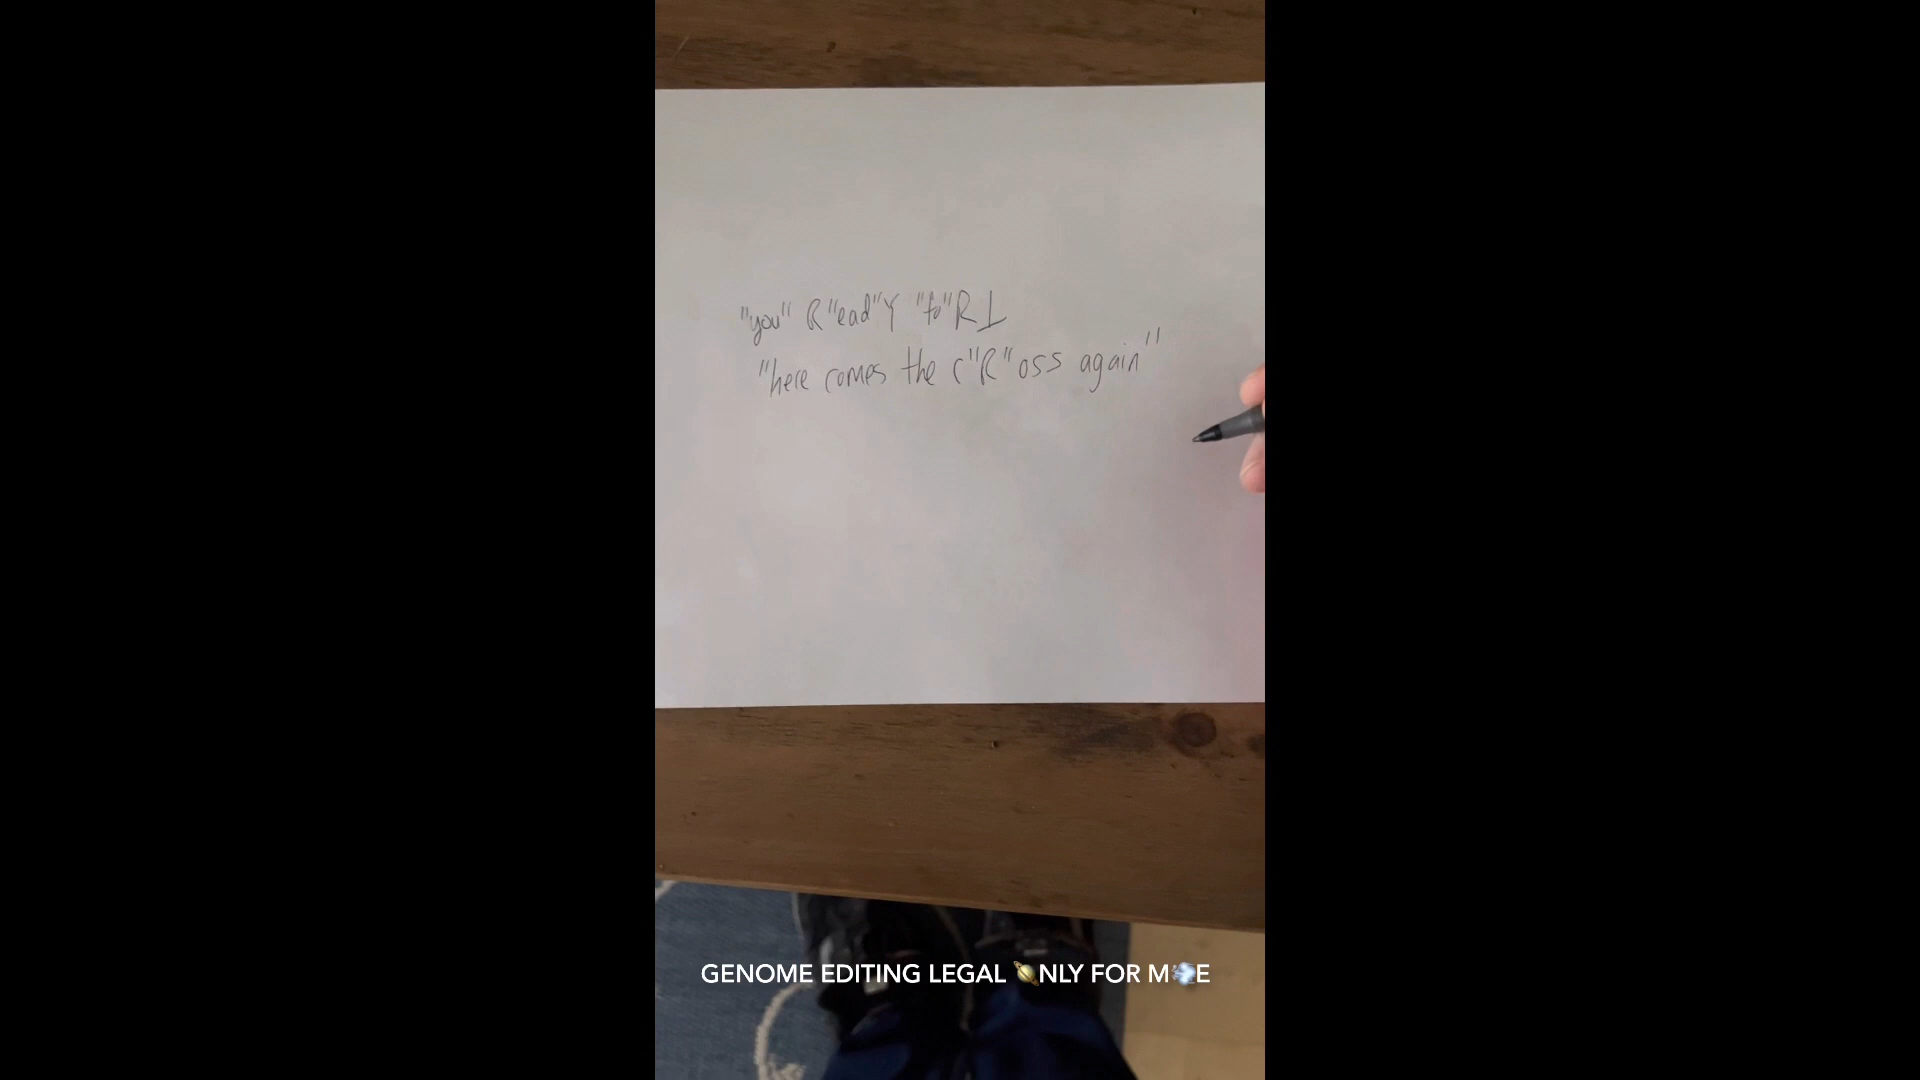 "you" R"ead"Y "to"R⊥
"here comes the c"R"oss again"
GENOME EDITING LEGAL 🪐NLY FOR M E